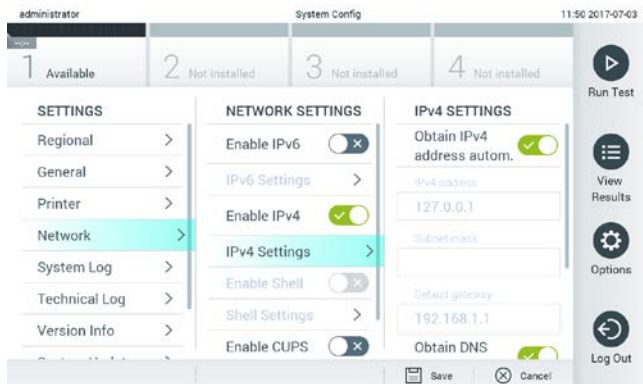 administrator System Config 11:50 2017-07-03
1 Available 2 Not installed 3 Not installed 4 Not installed
Run Test
View
Results
Options
Log Out
SETTINGS
Regional
General
Printer
Network
System Log
Technical Log
Version Info
NETWORK SETTINGS
Enable IPv6
IPv6 Settings
Enable IPv4
IPv4 Settings
Enable Shell
Shell Settings
Enable CUPS
IPv4 SETTINGS
Obtain IPv4
address autom.
IPv4 address
127.0.0.1
Subnet mask
Default gateway
192.168.1.1
Obtain DNS
Save Cancel